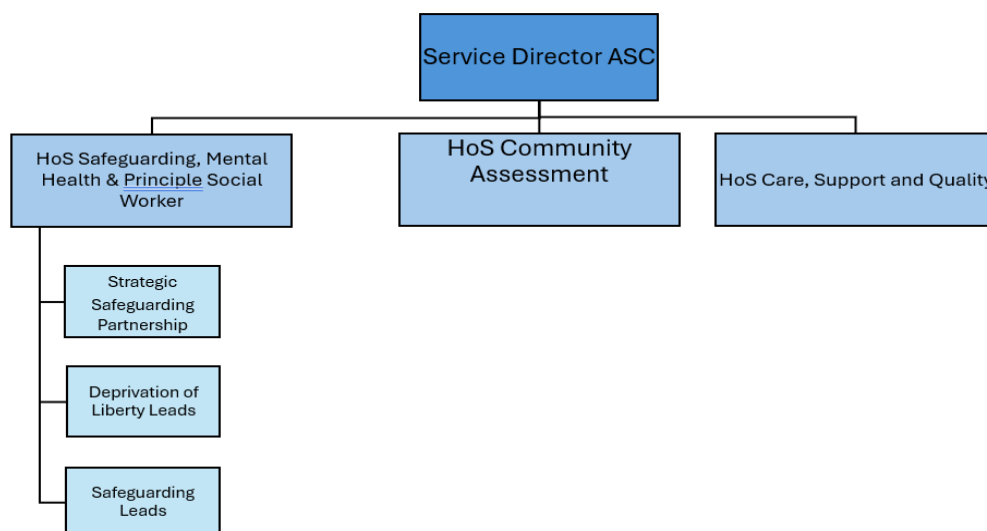 Service Director ASC
HoS Safeguarding, Mental
Health & Principle Social
Worker
HoS Community
Assessment
HoS Care, Support and Quality
Strategic
Safeguarding
Partnership
Deprivation of
Liberty Leads
Safeguarding
Leads